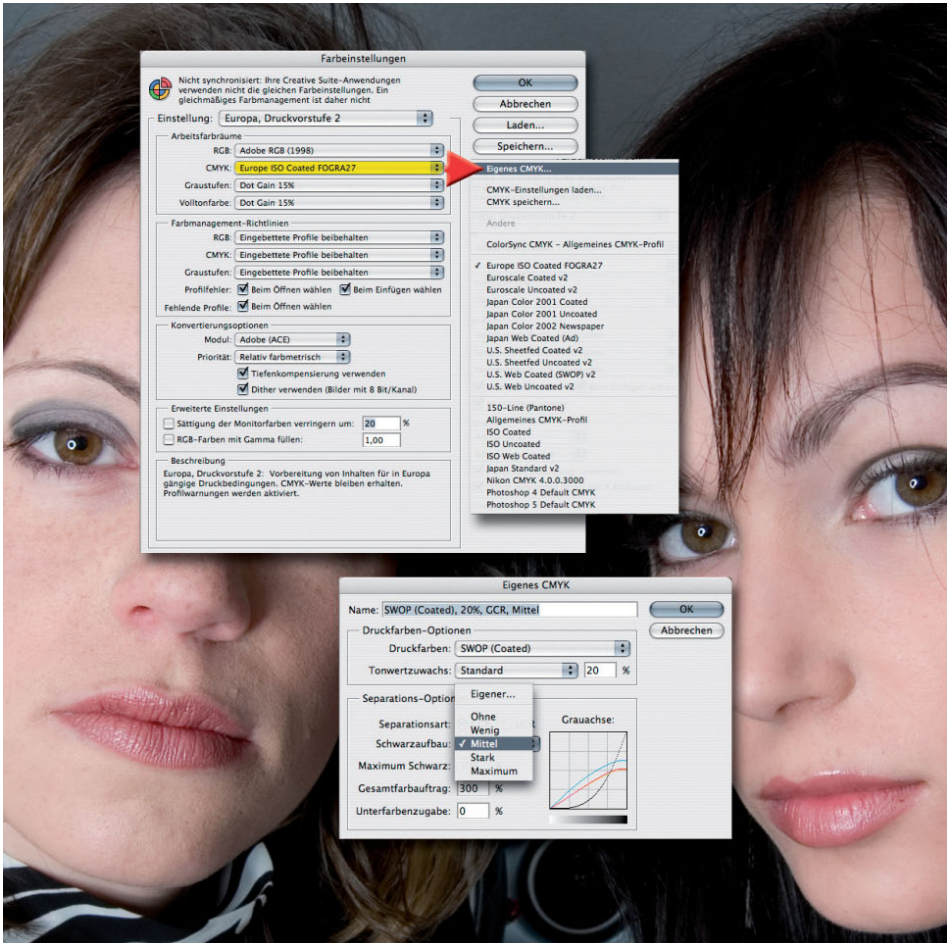 Farbeinstellungen
Nicht synchronisiert: Ihre Creative Suite-Anwendungen
verwenden nicht die gleichen Farbeinstellungen. Ein
gleichmäßiges Farbmanagement ist daher nicht
Einstellung: Europa, Druckvorstufe 2
Arbeitsfarbräume
RGB: Adobe RGB (1998)
CMYK: Europe ISO Coated FOGRA27
Graustufen: Dot Gain 15%
Volltonfarbe: Dot Gain 15%
Farbmanagement-Richtlinien
RGB: Eingebettete Profile beibehalten
CMYK: Eingebettete Profile beibehalten
Graustufen: Eingebettete Profile beibehalten
Profilfehler: Beim Öffnen wählen Beim Einfügen wählen
Fehlende Profile: Beim Öffnen wählen
Konvertierungsoptionen
Modul: Adobe (ACE)
Priorität: Relativ farbmetrisch
Tiefenkompensierung verwenden
Dither verwenden (Bilder mit 8 Bit/Kanal)
Erweiterte Einstellungen
Sättigung der Monitorfarben verringern um: 20 %
RGB-Farben mit Gamma füllen: 1,00
Beschreibung
Europa, Druckvorstufe 2: Vorbereitung von Inhalten für in Europa
gängige Druckbedingungen. CMYK-Werte bleiben erhalten.
Profilwarnungen werden aktiviert.
OK
Abbrechen
Laden...
Speichern...
Eigenes CMYK...
CMYK-Einstellungen laden...
CMYK speichern...
Andere
ColorSync CMYK - Allgemeines CMYK-Profil
✓ Europe ISO Coated FOGRA27
Euroscale Coated v2
Euroscale Uncoated v2
Japan Color 2001 Coated
Japan Color 2001 Uncoated
Japan Color 2002 Newspaper
Japan Web Coated (Ad)
U.S. Sheetfed Coated v2
U.S. Sheetfed Uncoated v2
U.S. Web Coated (SWOP) v2
U.S. Web Uncoated v2
150-Line (Pantone)
Allgemeines CMYK-Profil
ISO Coated
ISO Uncoated
ISO Web Coated
Japan Standard v2
Nikon CMYK 4.0.0.3000
Photoshop 4 Default CMYK
Photoshop 5 Default CMYK
Eigenes CMYK
Name: SWOP (Coated), 20%, GCR, Mittel
OK
Abbrechen
Druckfarben-Optionen
Druckfarben: SWOP (Coated)
Tonwertzuwachs: Standard 20 %
Separations-Option
Separationsart:
Schwarzaufbau:
Maximum Schwarz:
Gesamtfarbauftrag: 300 %
Unterfarbenzugabe: 0 %
Eigener...
Ohne
Wenig
✓ Mittel
Stark
Maximum
Grauachse: